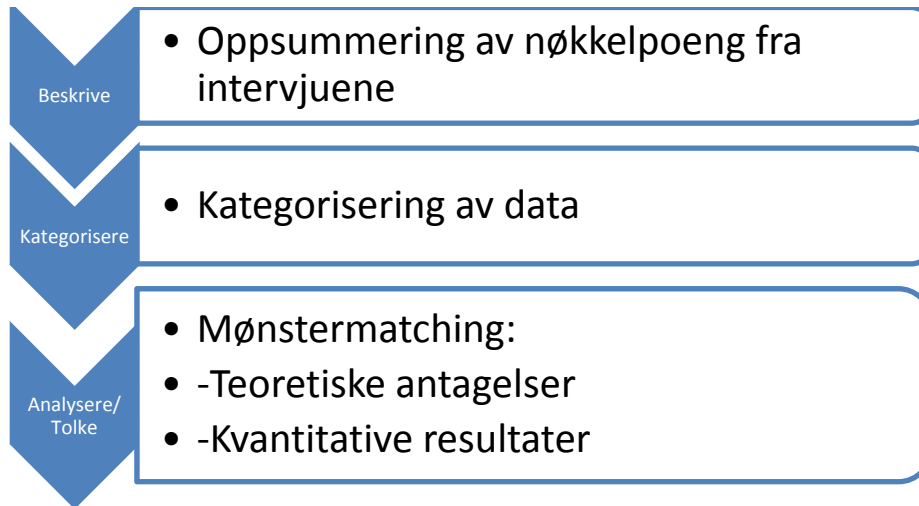 Beskrive
• Oppsummering av nøkkelpoeng fra
intervjuene
Kategorisere
• Kategorisering av data
Analysere/
Tolke
• Mønstermatching:
• -Teoretiske antagelser
• -Kvantitative resultater